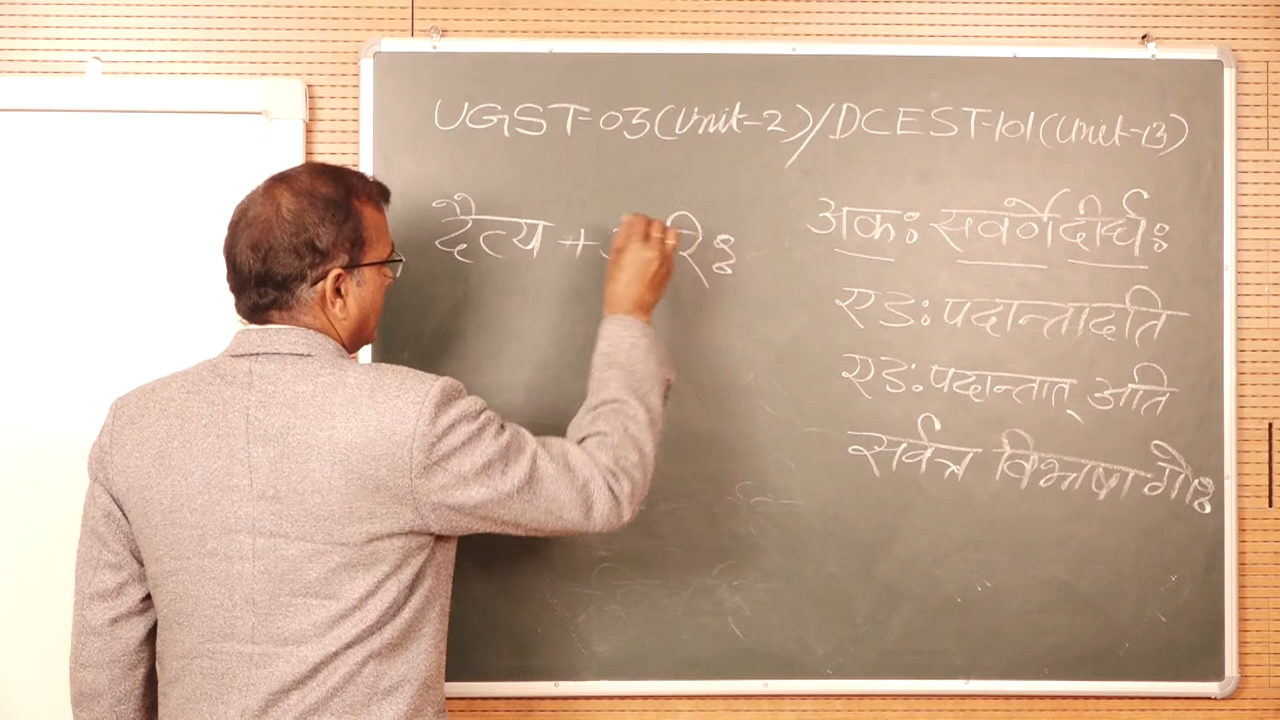 UGST-03(Unit-2)/DCEST-101(Unit-13)
दैत्य + अरिः
अकः सवर्णे दीर्घः
एङः पदान्तादति
एङः पदान्तात् अति
सर्वत्र विभाषा गोः